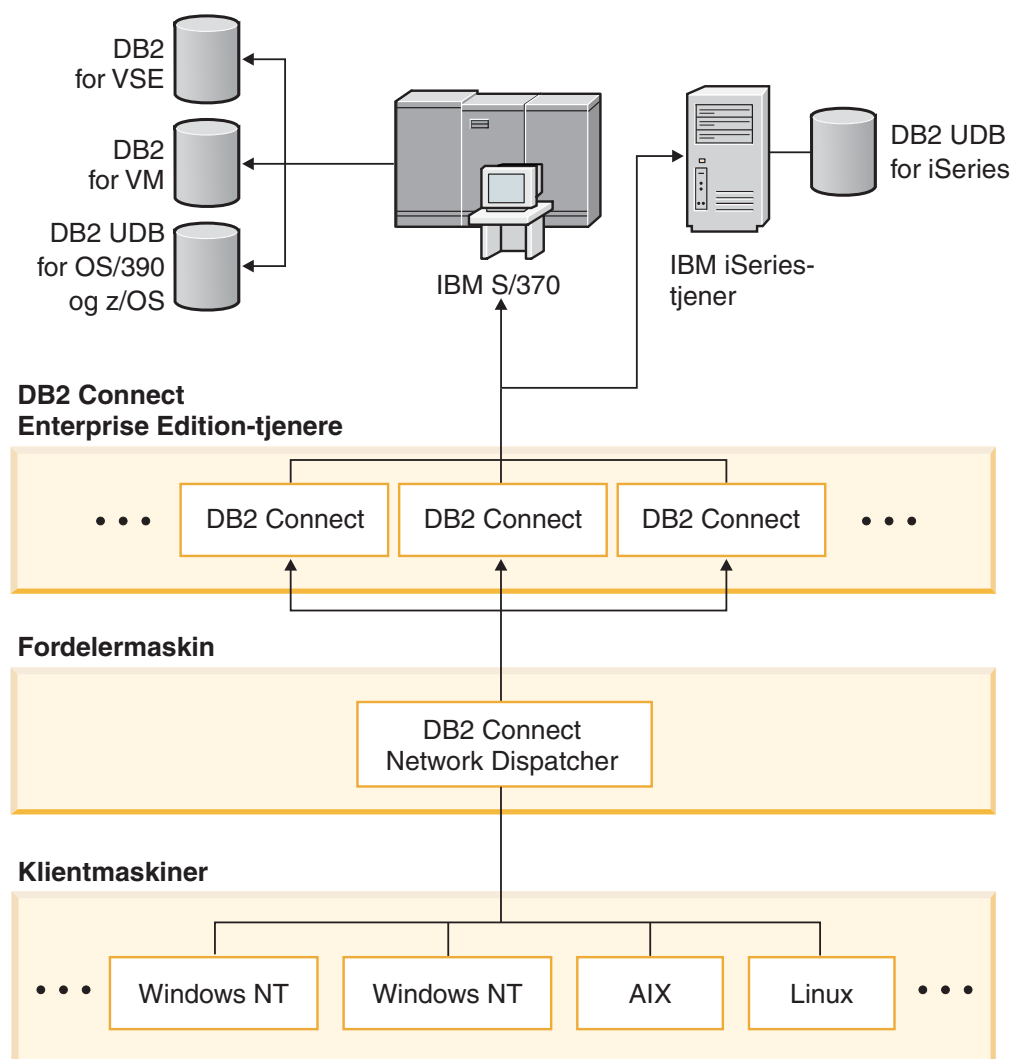 DB2
for VSE
DB2
for VM
DB2 UDB
for OS/390
og z/OS
IBM S/370
DB2 UDB
for iSeries
IBM iSeries-
tjener
DB2 Connect
Enterprise Edition-tjenere
DB2 Connect
DB2 Connect
DB2 Connect
Fordelermaskin
DB2 Connect
Network Dispatcher
Klientmaskiner
Windows NT
Windows NT
AIX
Linux